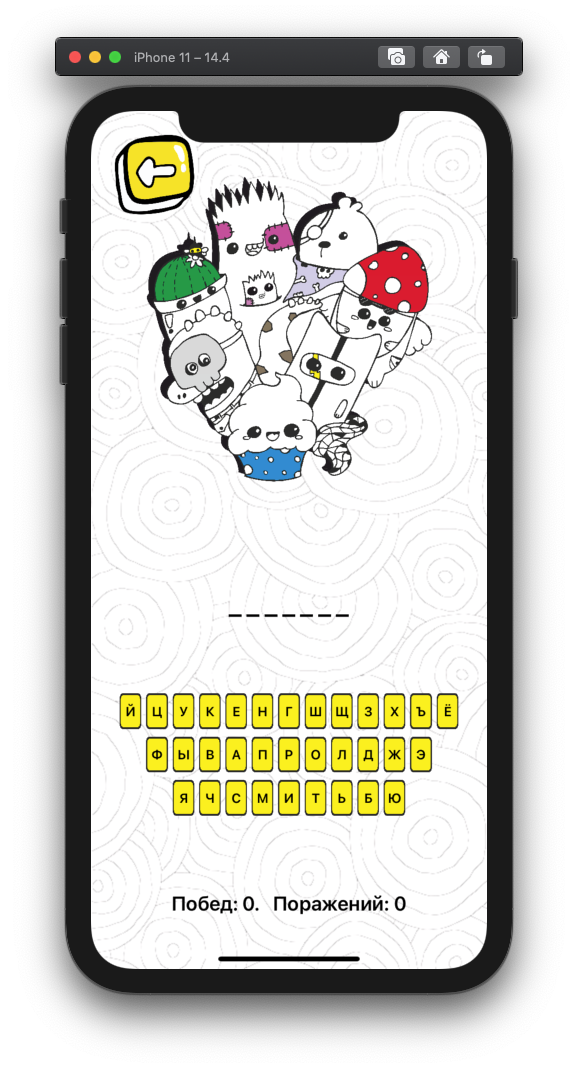 iPhone 11 – 14.4
_ _ _ _ _ _ _
Й Ц У К Е Н Г Ш Щ З Х Ъ Ё
Ф Ы В А П Р О Л Д Ж Э
Я Ч С М И Т Ь Б Ю
Побед: 0. Поражений: 0